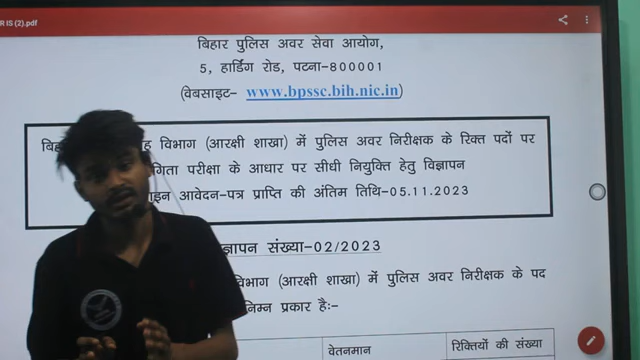 R IS (2).pdf
बिहार पुलिस अवर सेवा आयोग,
5, हार्डिंग रोड, पटना-800001
(वेबसाइट- www.bpssc.bih.nic.in)
विभाग (आरक्षी शाखा) में पुलिस अवर निरीक्षक के रिक्त पदों पर
परीक्षा के आधार पर सीधी नियुक्ति हेतु विज्ञापन
आवेदन-पत्र प्राप्ति की अंतिम तिथि-05.11.2023
संख्या-02/2023
विभाग (आरक्षी शाखा) में पुलिस अवर निरीक्षक के पद
निम्न प्रकार है:-
वेतनमान रिक्तियों की संख्या